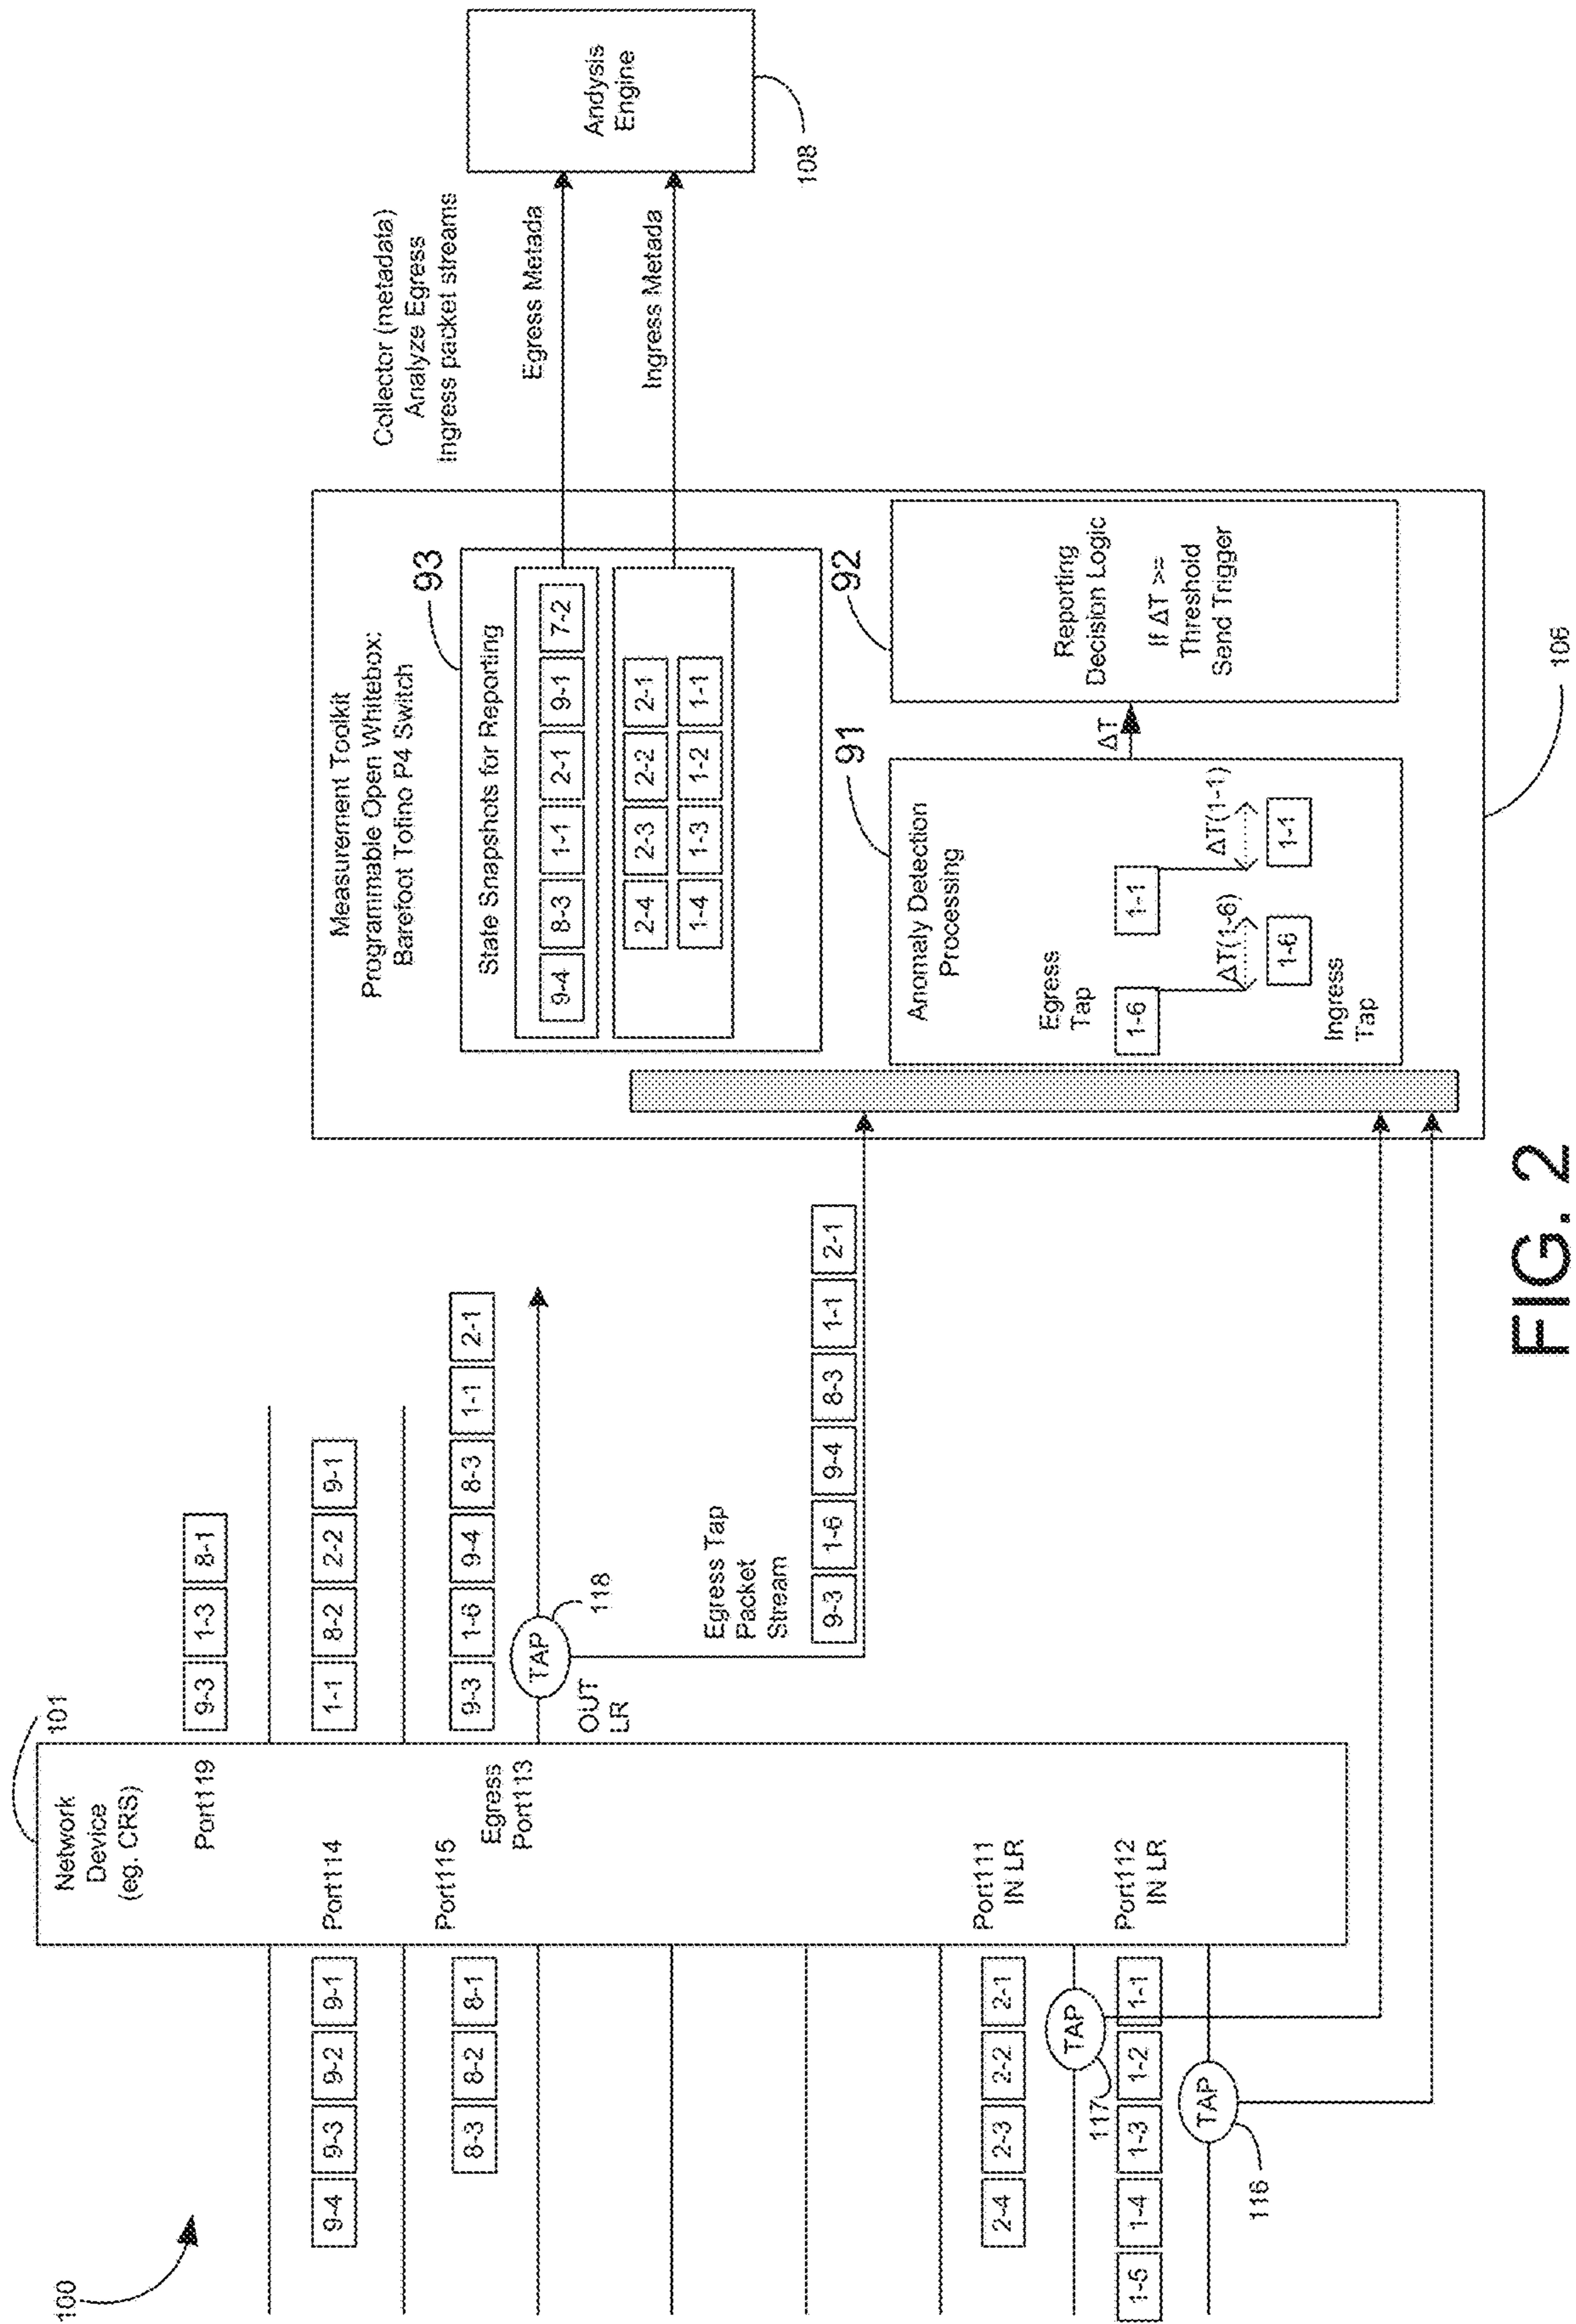 100
101
Network
Device
(eg. CRS)
Port119
Port114
Port115
Egress
Port113
Port111
IN LR
Port112
IN LR
9-4 9-3 9-2 9-1
8-3 8-2 8-1
2-4 2-3 2-2 2-1
TAP
117
1-5 1-4 1-3 1-2 1-1
TAP
116
9-3 1-3 8-1
1-1 8-2 2-2 9-1
9-3 1-6 9-4 8-3 1-1 2-1
TAP
118
OUT
LR
Egress Tap
Packet
Stream
9-3 1-6 9-4 8-3 1-1 2-1
Measurement Toolkit
Programmable Open Whitebox:
Barefoot Tofino P4 Switch
93
State Snapshots for Reporting
9-4 8-3 1-1 2-1 9-1 7-2
2-4 2-3 2-2 2-1
1-4 1-3 1-2 1-1
91
Anomaly Detection
Processing
Egress
Tap
1-6 1-1
ΔT(1-6) ΔT(1-1)
1-6 1-1
Ingress
Tap
ΔT
92
Reporting
Decision Logic
If ΔT >=
Threshold
Send Trigger
106
Collector (metadata)
Analyze Egress
Ingress packet streams
Egress Metada
Ingress Metada
Andysis
Engine
108
FIG. 2